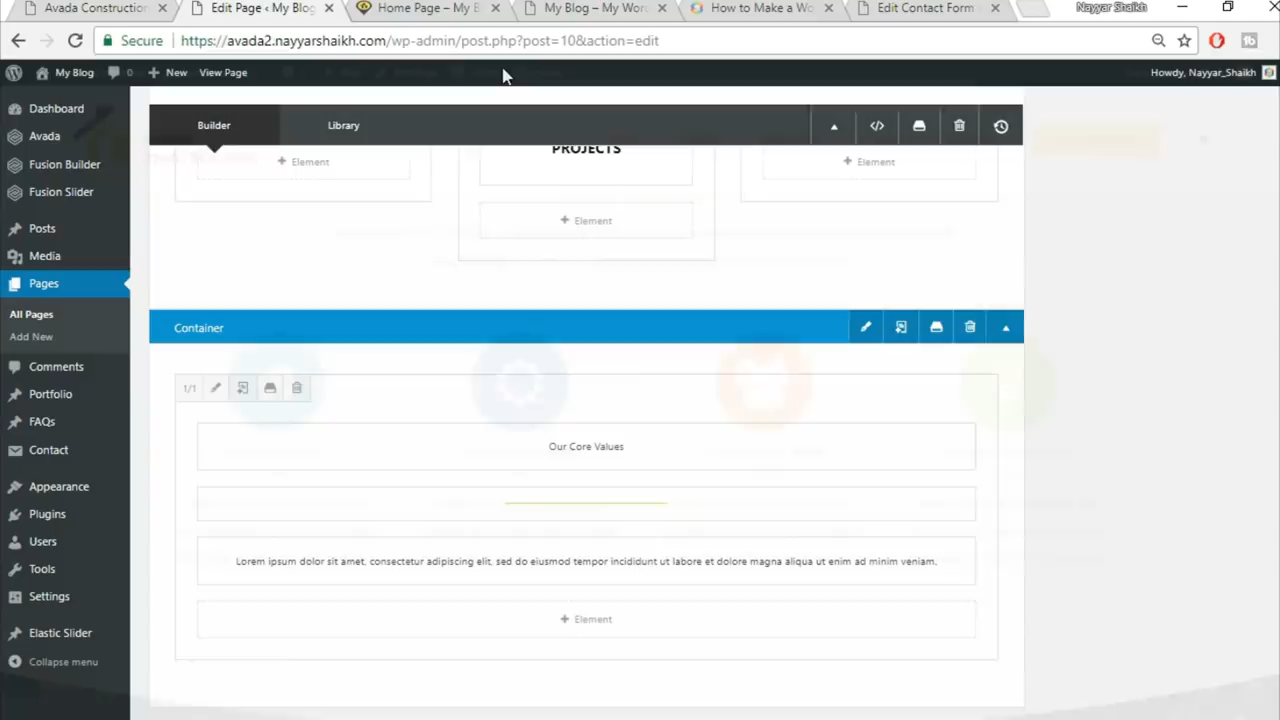 Avada Construction
Edit Page ‹ My Blog
Home Page – My B
My Blog – My Wor
How to Make a Wo
Edit Contact Form
Nayyar Shaikh
Secure
https://avada2.nayyarshaikh.com/wp-admin/post.php?post=10&action=edit
My Blog
0
New
View Page
Howdy, Nayyar_Shaikh
Dashboard
Avada
Fusion Builder
Fusion Slider
Posts
Media
Pages
All Pages
Add New
Comments
Portfolio
FAQs
Contact
Appearance
Plugins
Users
Tools
Settings
Elastic Slider
Collapse menu
Builder
Library
+ Element
PROJECTS
+ Element
+ Element
Container
1/1
Our Core Values
Lorem ipsum dolor sit amet, consectetur adipiscing elit, sed do eiusmod tempor incididunt ut labore et dolore magna aliqua ut enim ad minim veniam.
+ Element